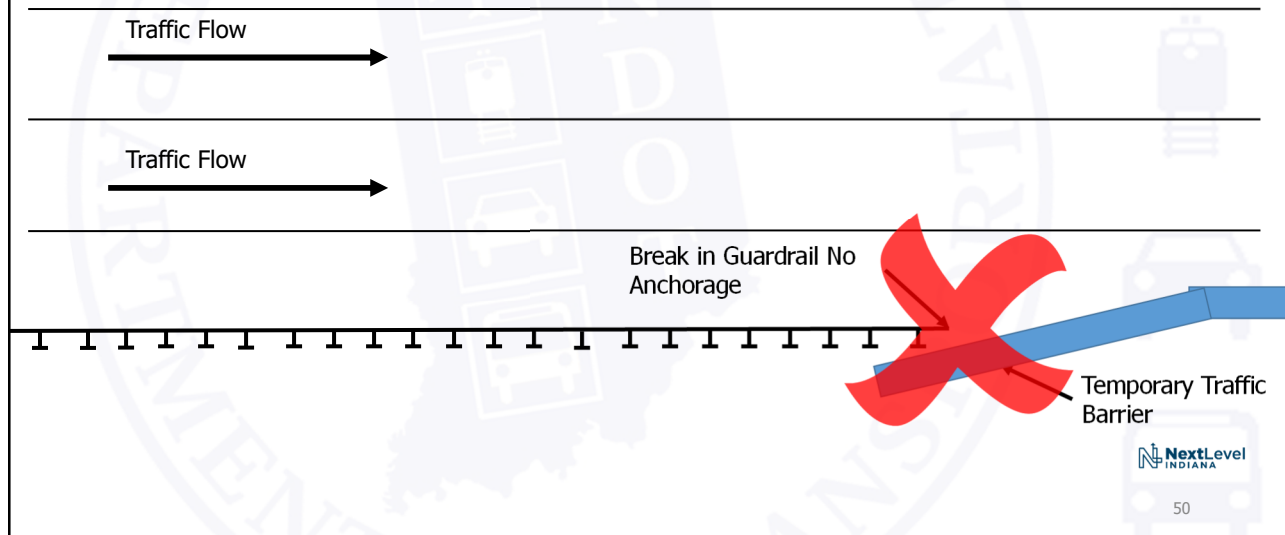 Traffic Flow
Traffic Flow
Break in Guardrail No
Anchorage
Temporary Traffic
Barrier
NextLevel
INDIANA
50